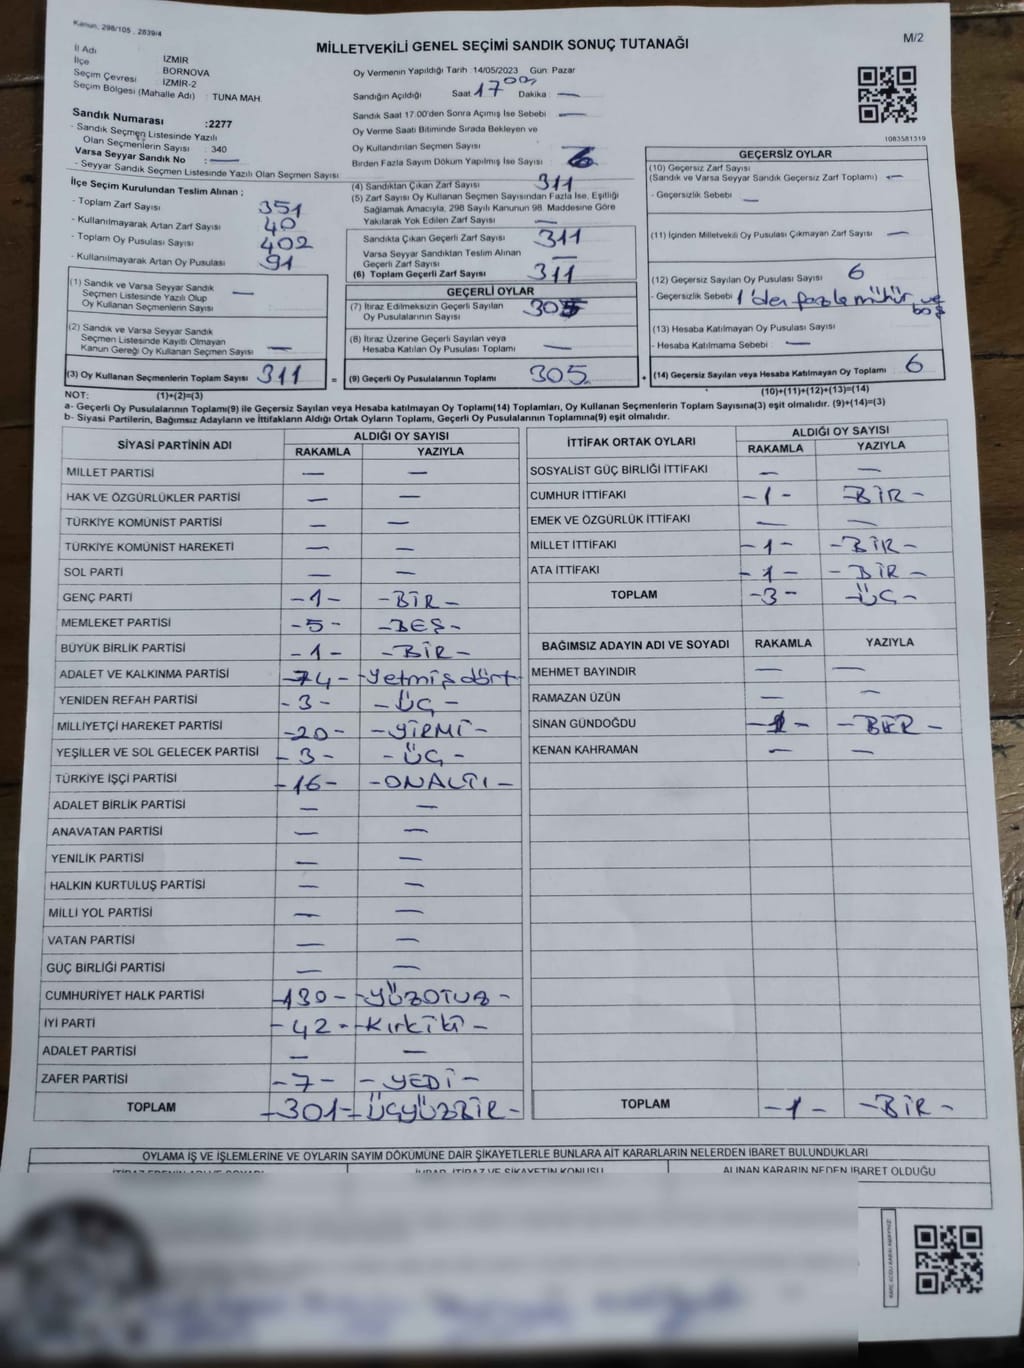 Kanun, 298/105, 2839/4
M/2
MİLLETVEKİLİ GENEL SEÇİMİ SANDIK SONUÇ TUTANAĞI
İl Adı İZMİR
İlçe BORNOVA
Seçim Çevresi İZMİR-2
Seçim Bölgesi (Mahalle Adı) : TUNA MAH.
Sandık Numarası :2277
- Sandık Seçmen Listesinde Yazılı
Olan Seçmenlerin Sayısı : 340
Varsa Seyyar Sandık No : —
- Seyyar Sandık Seçmen Listesinde Yazılı Olan Seçmen Sayısı
Oy Vermenin Yapıldığı Tarih :14/05/2023 Gün: Pazar
Sandığın Açıldığı Saat 17 00 Dakika : —
Sandık Saat 17:00'den Sonra Açılmış İse Sebebi : —
Oy Verme Saati Bitiminde Sırada Bekleyen ve
Oy Kullandırılan Seçmen Sayısı :
Birden Fazla Sayım Döküm Yapılmış İse Sayısı :
1083581319
İlçe Seçim Kurulundan Teslim Alınan ;
- Toplam Zarf Sayısı 351
- Kullanılmayarak Artan Zarf Sayısı 40
- Toplam Oy Pusulası Sayısı 402
- Kullanılmayarak Artan Oy Pusulası 91
(1) Sandık ve Varsa Seyyar Sandık
Seçmen Listesinde Yazılı Olup
Oy Kullanan Seçmenlerin Sayısı —
(2) Sandık ve Varsa Seyyar Sandık
Seçmen Listesinde Kayıtlı Olmayan
Kanun Gereği Oy Kullanan Seçmen Sayısı —
(3) Oy Kullanan Seçmenlerin Toplam Sayısı 311 =
(4) Sandıktan Çıkan Zarf Sayısı 311
(5) Zarf Sayısı Oy Kullanan Seçmen Sayısından Fazla İse, Eşitliği
Sağlamak Amacıyla, 298 Sayılı Kanunun 98. Maddesine Göre
Yakılarak Yok Edilen Zarf Sayısı —
Sandıkta Çıkan Geçerli Zarf Sayısı 311
Varsa Seyyar Sandıktan Teslim Alınan
Geçerli Zarf Sayısı —
(6) Toplam Geçerli Zarf Sayısı 311
GEÇERLİ OYLAR
(7) İtiraz Edilmeksizin Geçerli Sayılan
Oy Pusulalarının Sayısı 305
(8) İtiraz Üzerine Geçerli Sayılan veya
Hesaba Katılan Oy Pusulası Toplamı —
(9) Geçerli Oy Pusulalarının Toplamı 305 +
GEÇERSİZ OYLAR
(10) Geçersiz Zarf Sayısı
(Sandık ve Varsa Seyyar Sandık Geçersiz Zarf Toplamı) —
- Geçersizlik Sebebi : —
(11) İçinden Milletvekili Oy Pusulası Çıkmayan Zarf Sayısı —
(12) Geçersiz Sayılan Oy Pusulası Sayısı 6
- Geçersizlik Sebebi 1'den fazla mühür, ve boş
(13) Hesaba Katılmayan Oy Pusulası Sayısı
- Hesaba Katılmama Sebebi : —
(14) Geçersiz Sayılan veya Hesaba Katılmayan Oy Toplamı 6
NOT: (1)+(2)=(3) (10)+(11)+(12)+(13)=(14)
a- Geçerli Oy Pusulalarının Toplamı(9) ile Geçersiz Sayılan veya Hesaba katılmayan Oy Toplamı(14) Toplamları, Oy Kullanan Seçmenlerin Toplam Sayısına(3) eşit olmalıdır. (9)+(14)=(3)
b- Siyasi Partilerin, Bağımsız Adayların ve İttifakların Aldığı Ortak Oyların Toplamı, Geçerli Oy Pusulalarının Toplamına(9) eşit olmalıdır.
SİYASİ PARTİNİN ADI ALDIĞI OY SAYISI
RAKAMLA YAZIYLA
MİLLET PARTİSİ — —
HAK VE ÖZGÜRLÜKLER PARTİSİ — —
TÜRKİYE KOMÜNİST PARTİSİ — —
TÜRKİYE KOMÜNİST HAREKETİ — —
SOL PARTİ — —
GENÇ PARTİ -1- -BİR-
MEMLEKET PARTİSİ -5- -BEŞ-
BÜYÜK BİRLİK PARTİSİ -1- -BİR-
ADALET VE KALKINMA PARTİSİ -74- -Yetmişdört
YENİDEN REFAH PARTİSİ -3- -ÜÇ-
MİLLİYETÇİ HAREKET PARTİSİ -20- -YİRMİ-
YEŞİLLER VE SOL GELECEK PARTİSİ -3- -ÜÇ-
TÜRKİYE İŞÇİ PARTİSİ -16- -ONALTI-
ADALET BİRLİK PARTİSİ — —
ANAVATAN PARTİSİ — —
YENİLİK PARTİSİ — —
HALKIN KURTULUŞ PARTİSİ — —
MİLLİ YOL PARTİSİ — —
VATAN PARTİSİ — —
GÜÇ BİRLİĞİ PARTİSİ — —
CUMHURİYET HALK PARTİSİ -130- -YÜZOTUZ-
İYİ PARTİ -42- -Kırkiki-
ADALET PARTİSİ — —
ZAFER PARTİSİ -7- -YEDİ-
TOPLAM -301- ÜÇYÜZBİR-
İTTİFAK ORTAK OYLARI ALDIĞI OY SAYISI
RAKAMLA YAZIYLA
SOSYALİST GÜÇ BİRLİĞİ İTTİFAKI — —
CUMHUR İTTİFAKI -1- -BİR-
EMEK VE ÖZGÜRLÜK İTTİFAKI — —
MİLLET İTTİFAKI -1- -BİR-
ATA İTTİFAKI -1- -BİR-
TOPLAM -3- -ÜÇ-
BAĞIMSIZ ADAYIN ADI VE SOYADI RAKAMLA YAZIYLA
MEHMET BAYINDIR — —
RAMAZAN ÜZÜN — —
SİNAN GÜNDOĞDU -1- -BİR-
KENAN KAHRAMAN — —
TOPLAM -1- -BİR-
OYLAMA İŞ VE İŞLEMLERİNE VE OYLARIN SAYIM DÖKÜMÜNE DAİR ŞİKAYETLERLE BUNLARA AİT KARARLARIN NELERDEN İBARET BULUNDUKLARI
ALINAN KARARIN NEDEN İBARET OLDUĞU